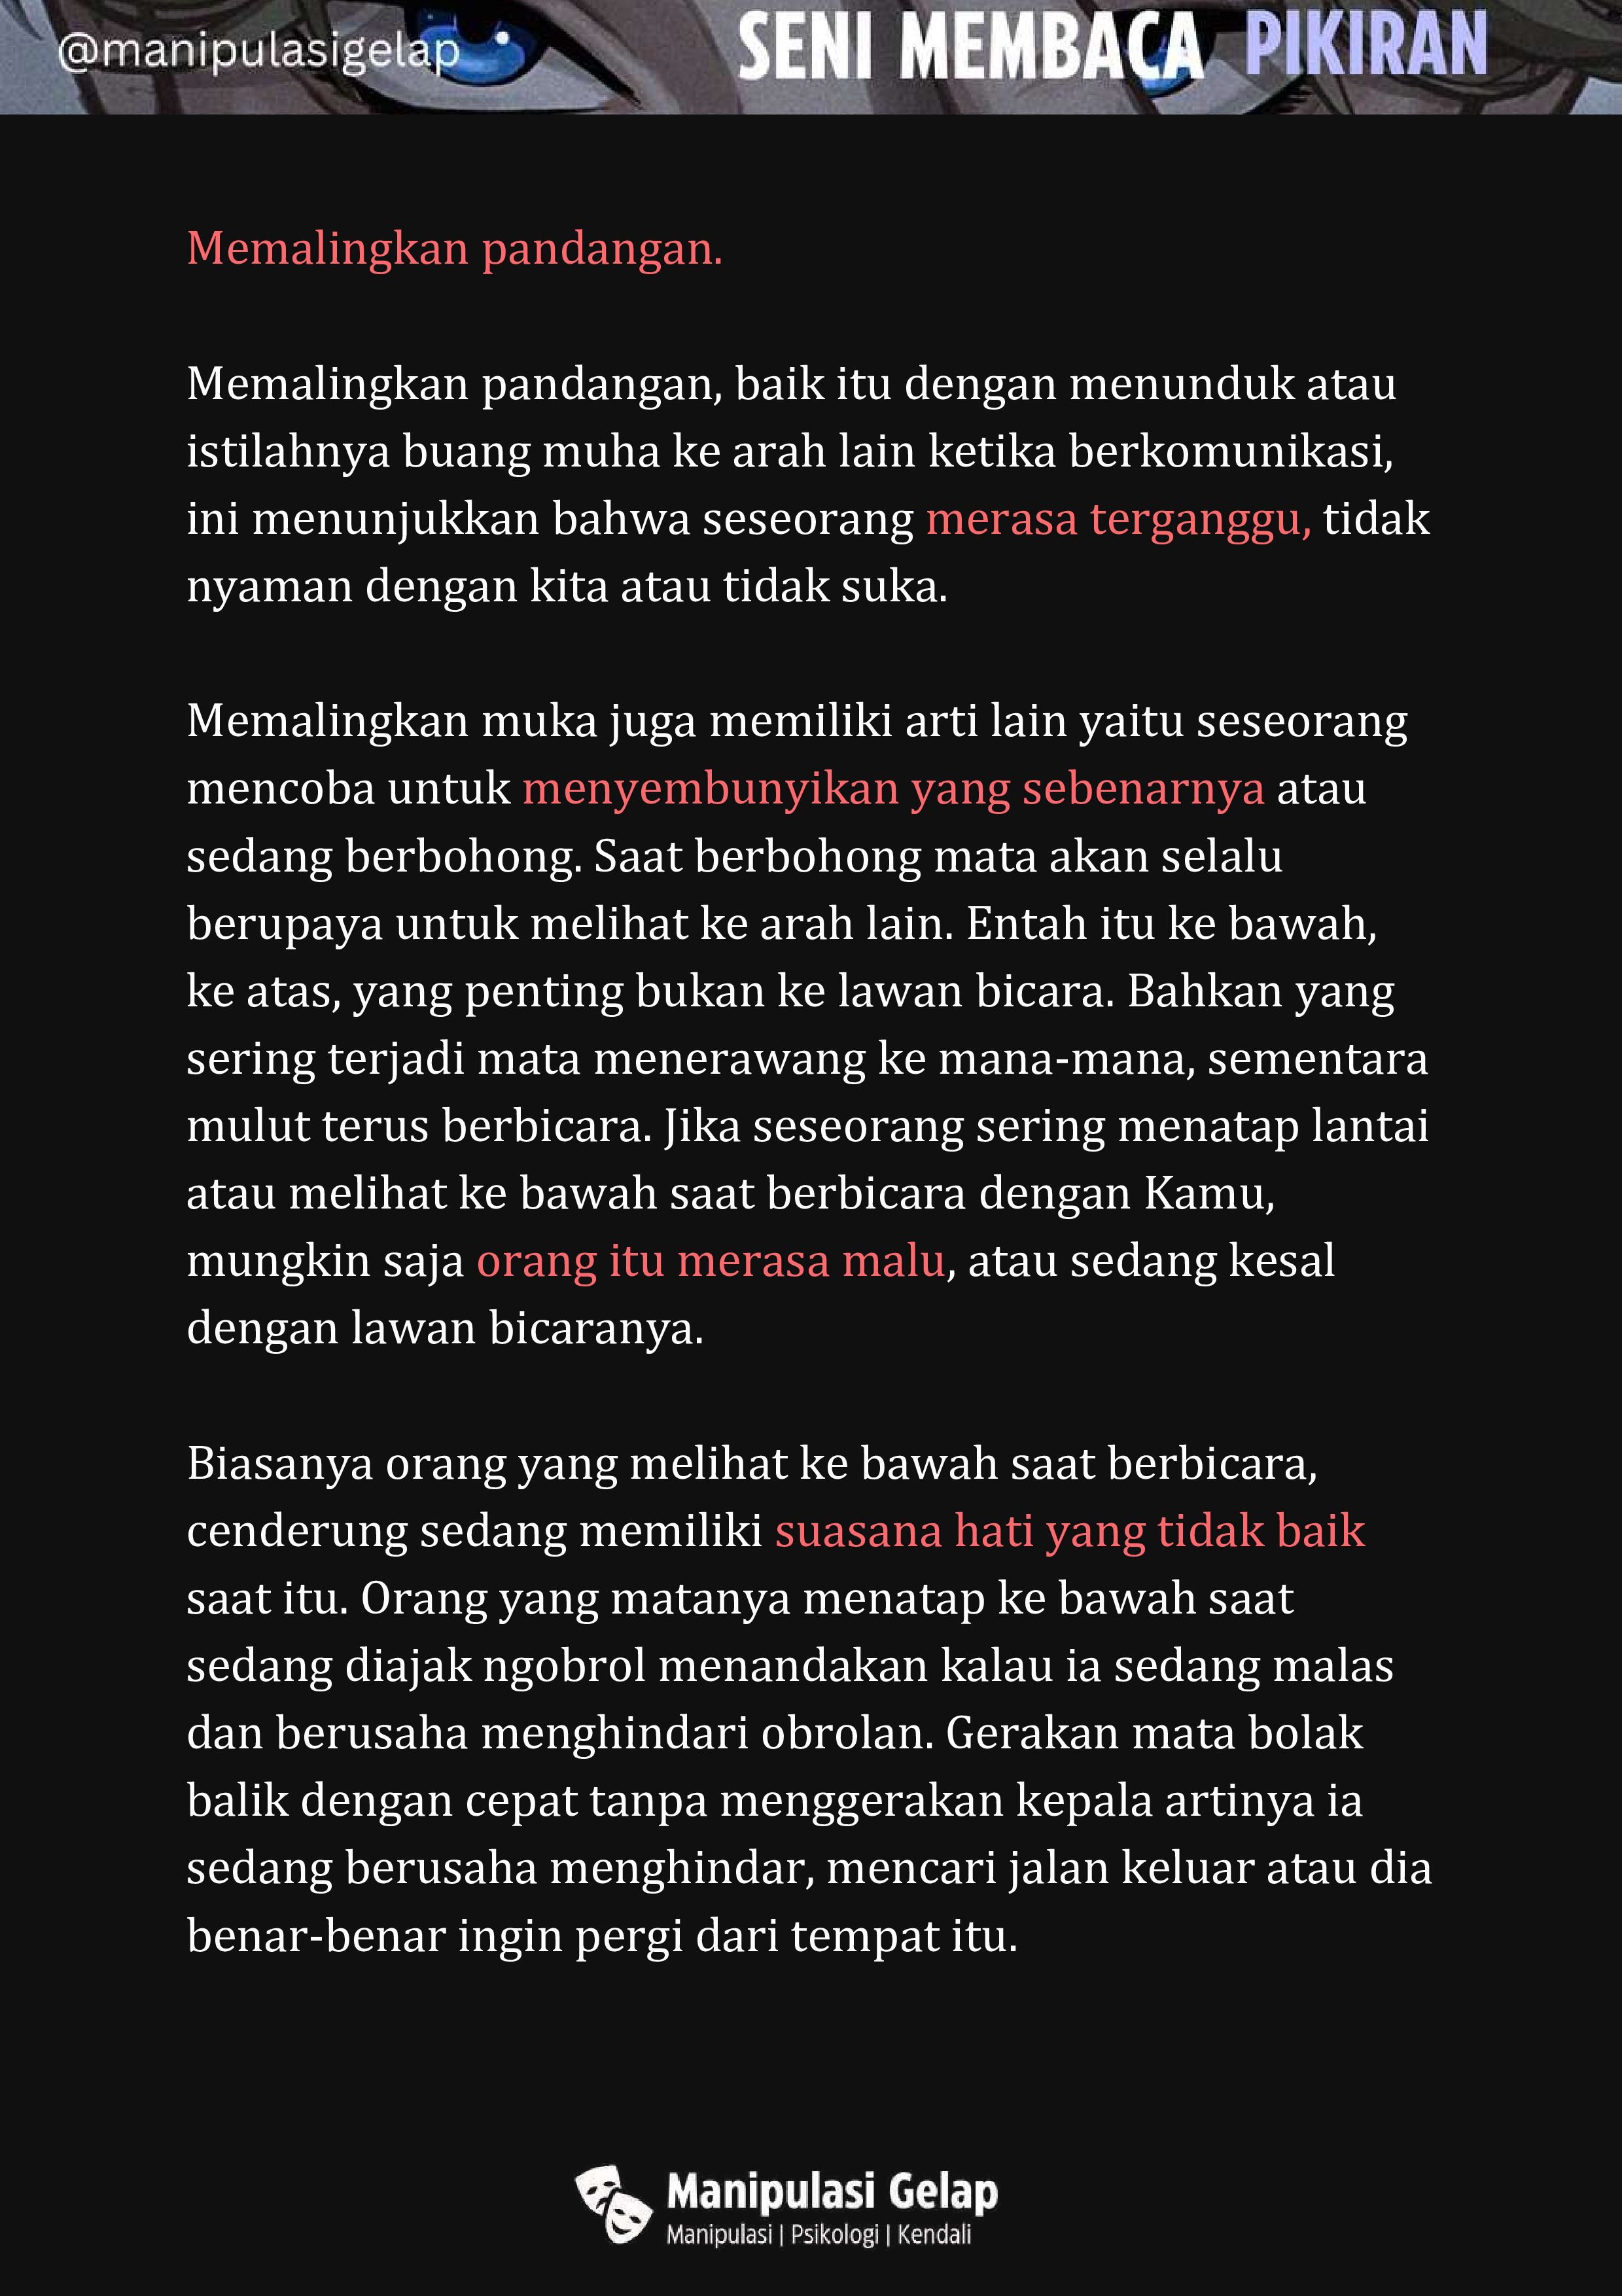 @manipulasigelap
SENI MEMBACA PIKIRAN
Memalingkan pandangan.
Memalingkan pandangan, baik itu dengan menunduk atau
istilahnya buang muha ke arah lain ketika berkomunikasi,
ini menunjukkan bahwa seseorang merasa terganggu, tidak
nyaman dengan kita atau tidak suka.
Memalingkan muka juga memiliki arti lain yaitu seseorang
mencoba untuk menyembunyikan yang sebenarnya atau
sedang berbohong. Saat berbohong mata akan selalu
berupaya untuk melihat ke arah lain. Entah itu ke bawah,
ke atas, yang penting bukan ke lawan bicara. Bahkan yang
sering terjadi mata menerawang ke mana-mana, sementara
mulut terus berbicara. Jika seseorang sering menatap lantai
atau melihat ke bawah saat berbicara dengan Kamu,
mungkin saja orang itu merasa malu, atau sedang kesal
dengan lawan bicaranya.
Biasanya orang yang melihat ke bawah saat berbicara,
cenderung sedang memiliki suasana hati yang tidak baik
saat itu. Orang yang matanya menatap ke bawah saat
sedang diajak ngobrol menandakan kalau ia sedang malas
dan berusaha menghindari obrolan. Gerakan mata bolak
balik dengan cepat tanpa menggerakan kepala artinya ia
sedang berusaha menghindar, mencari jalan keluar atau dia
benar-benar ingin pergi dari tempat itu.
Manipulasi Gelap
Manipulasi | Psikologi | Kendali